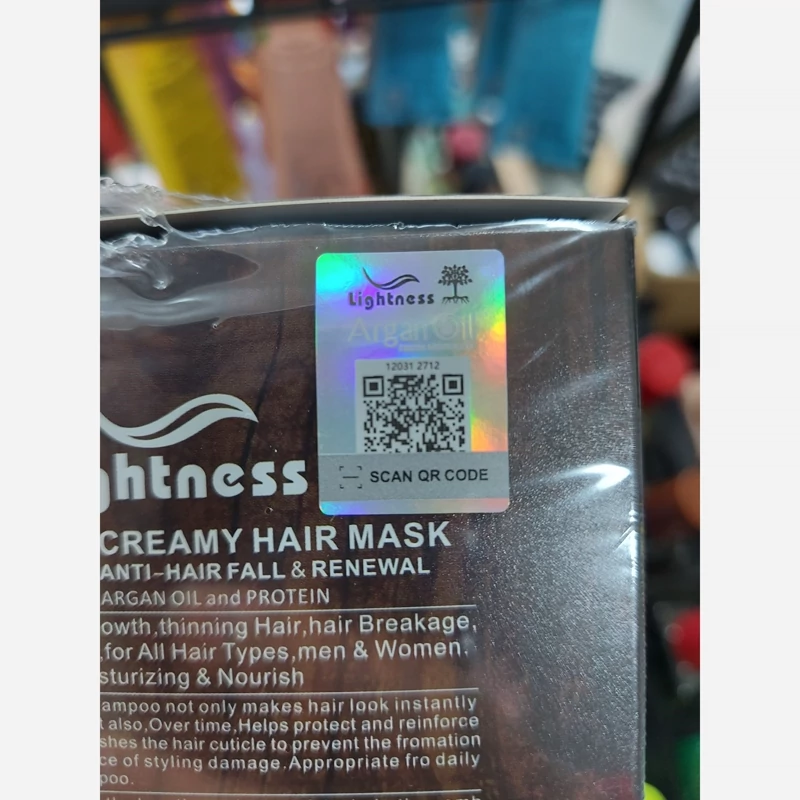 Lightness
Argan Oil
12031 2712
SCAN QR CODE
ghtness
CREAMY HAIR MASK
ANTI-HAIR FALL & RENEWAL
ARGAN OIL and PROTEIN
owth,thinning Hair,hair Breakage,
,for All Hair Types,men & Women.
sturizing & Nourish
ampoo not only makes hair look instantly
t also,Over time,Helps protect and reinforce
shes the hair cuticle to prevent the fromation
ce of styling damage.Appropriate fro daily
poo.